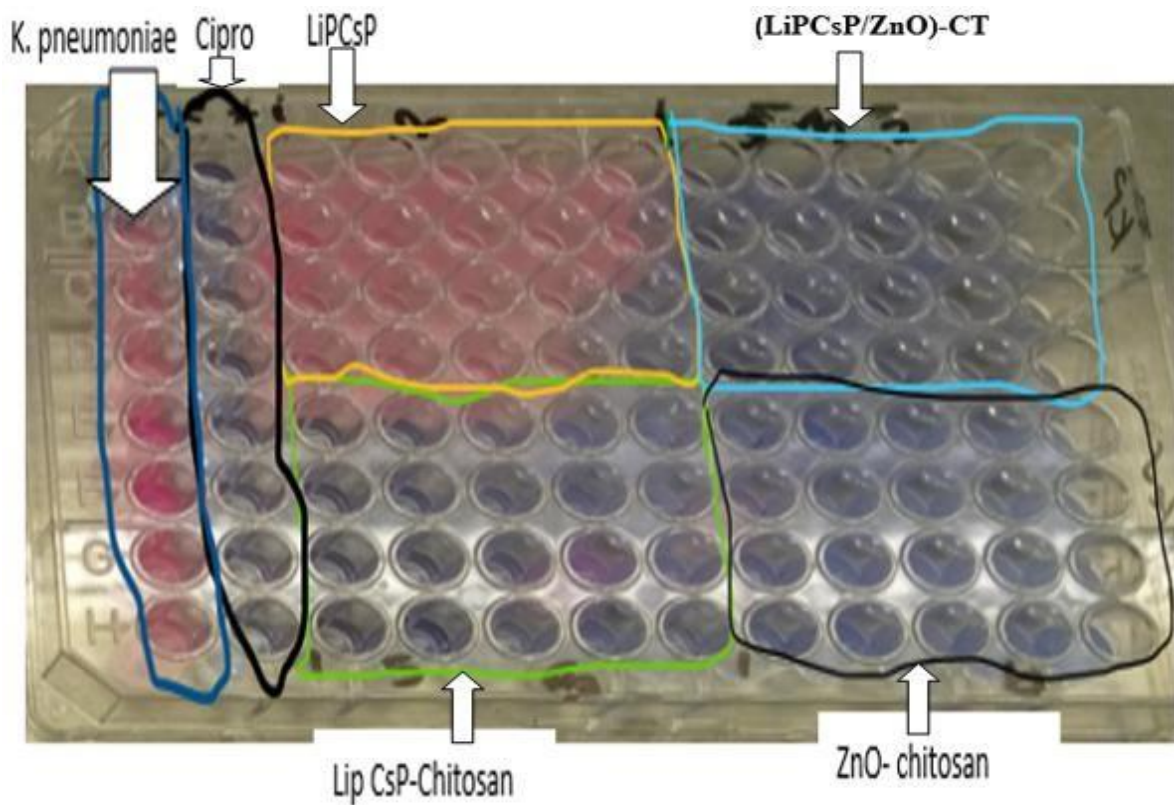 K. pneumoniae
Cipro
LiPCsP
(LiPCsP/ZnO)-CT
A
B
E
G
H
Lip CsP-Chitosan
ZnO- chitosan